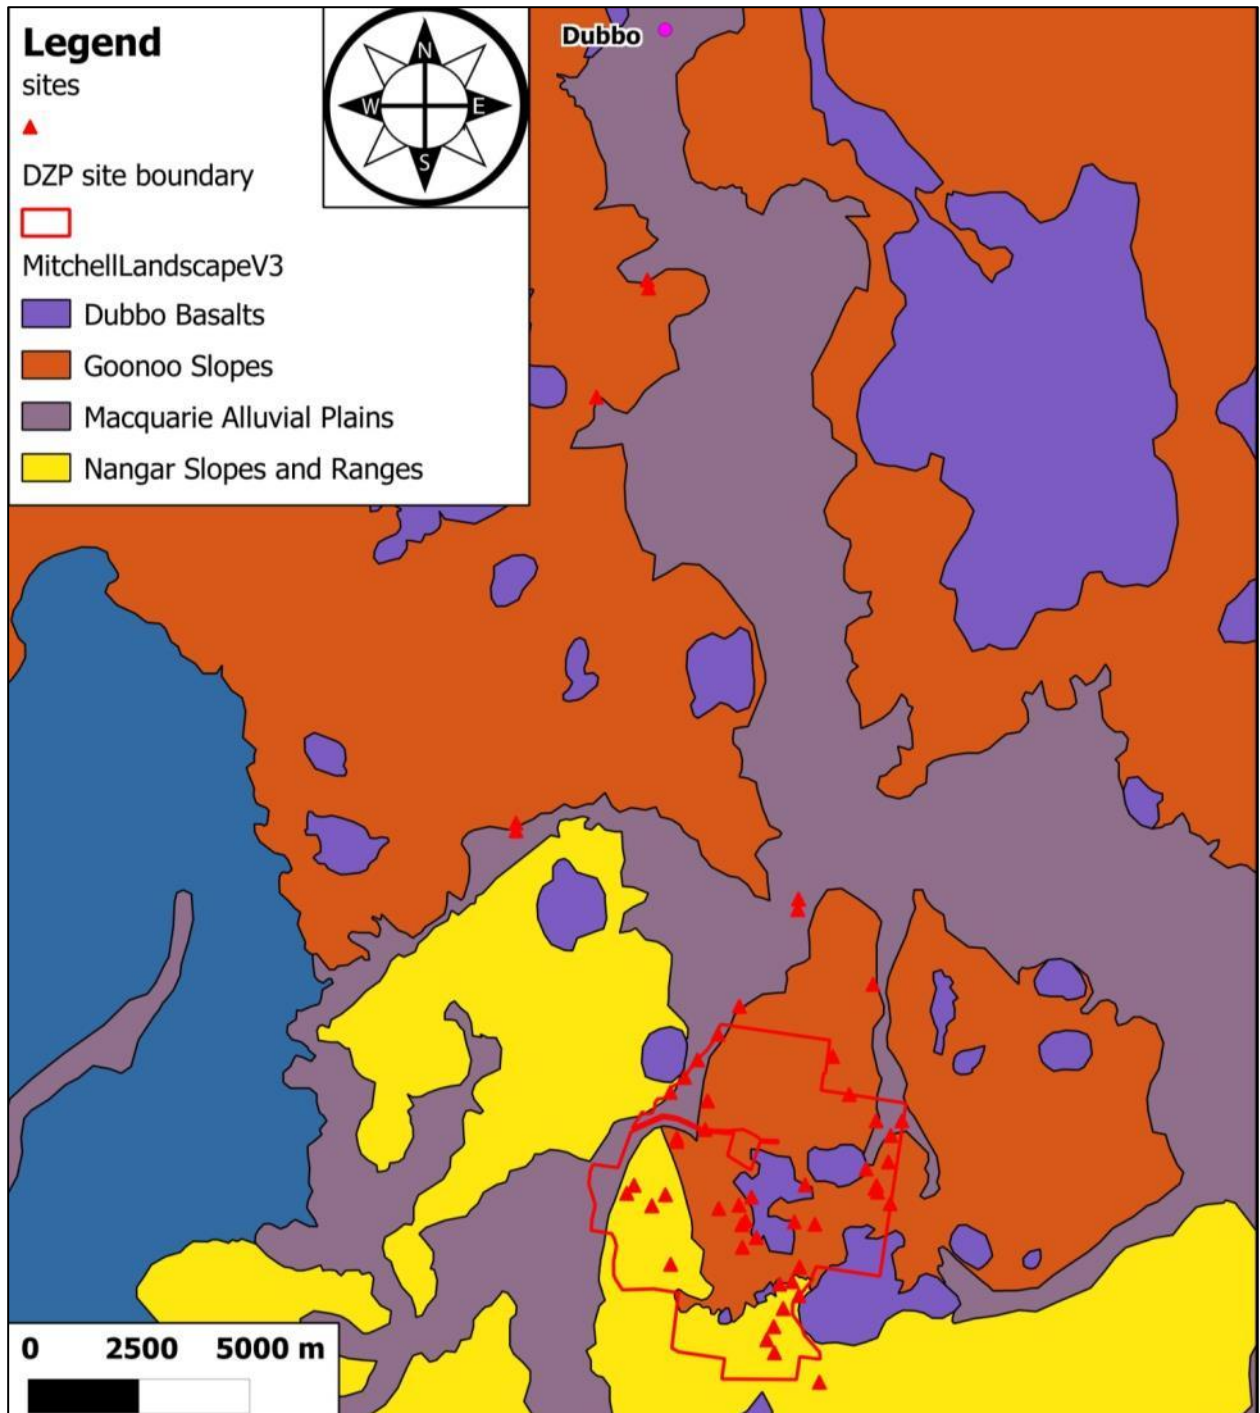 Legend
sites
DZP site boundary
MitchellLandscapeV3
Dubbo Basalts
Goonoo Slopes
Macquarie Alluvial Plains
Nangar Slopes and Ranges
N
W E
S
Dubbo
0 2500 5000 m